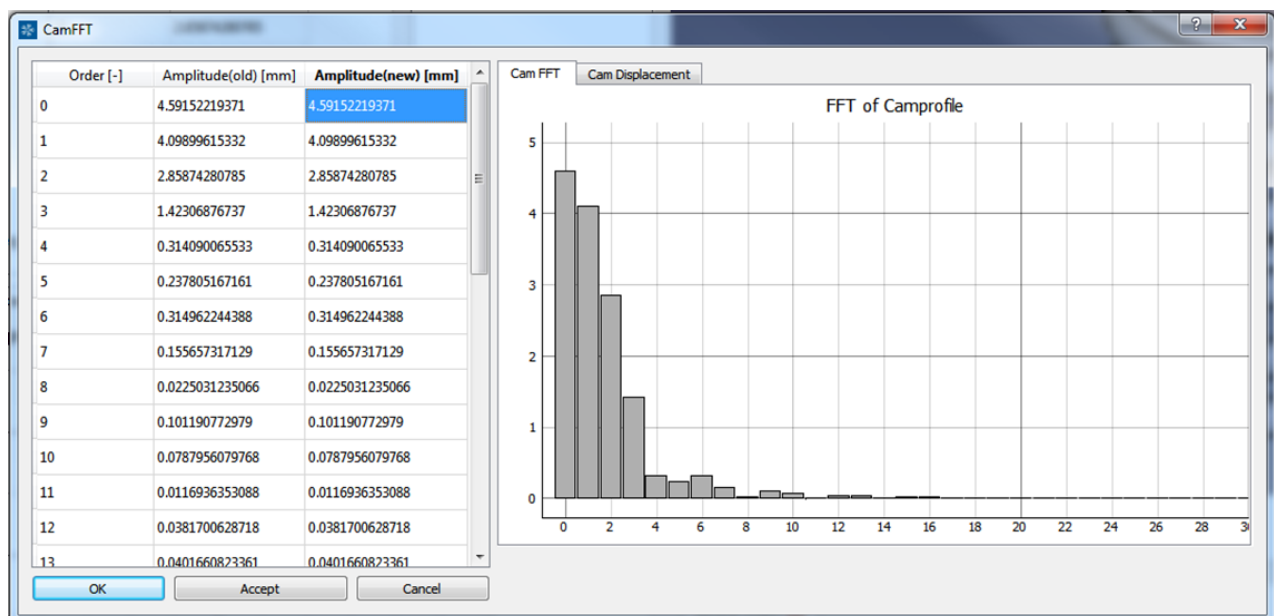 CamFFT
?
X
Order [-] Amplitude(old) [mm] Amplitude(new) [mm]
0 4.59152219371 4.59152219371
1 4.09899615332 4.09899615332
2 2.85874280785 2.85874280785
3 1.42306876737 1.42306876737
4 0.314090065533 0.314090065533
5 0.237805167161 0.237805167161
6 0.314962244388 0.314962244388
7 0.155657317129 0.155657317129
8 0.0225031235066 0.0225031235066
9 0.101190772979 0.101190772979
10 0.0787956079768 0.0787956079768
11 0.0116936353088 0.0116936353088
12 0.0381700628718 0.0381700628718
13 0.0401660823361 0.0401660823361
OK Accept Cancel
Cam FFT Cam Displacement
FFT of Camprofile
5
4
3
2
1
0
0 2 4 6 8 10 12 14 16 18 20 22 24 26 28